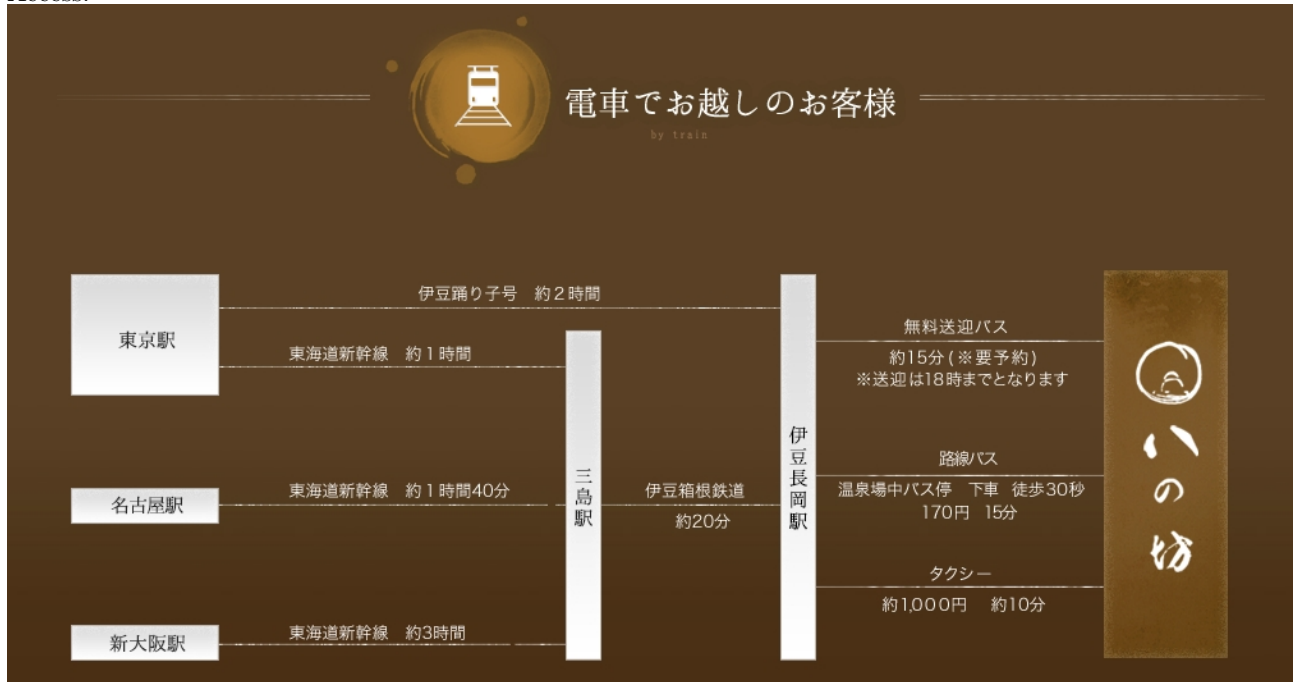 電車でお越しのお客様
by train
東京駅
伊豆踊り子号　約２時間
東海道新幹線　約１時間
名古屋駅
東海道新幹線　約１時間40分
新大阪駅
東海道新幹線　約3時間
三島駅
伊豆箱根鉄道
約20分
伊豆長岡駅
無料送迎バス
約15分(※要予約)
※送迎は18時までとなります
路線バス
温泉場中バス停　下車　徒歩30秒
170円　15分
タクシー
約1,000円　約10分
八の坊